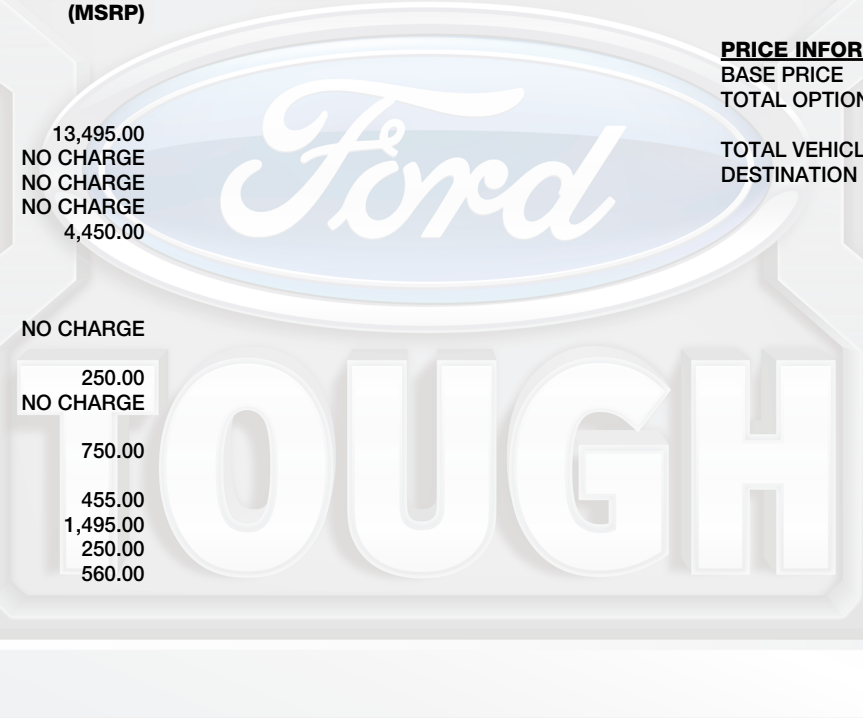 (MSRP)
13,495.00
NO CHARGE
NO CHARGE
NO CHARGE
4,450.00
NO CHARGE
250.00
NO CHARGE
750.00
455.00
1,495.00
250.00
560.00
PRICE INFOR
BASE PRICE
TOTAL OPTION
TOTAL VEHICL
DESTINATION
Ford
TOUGH